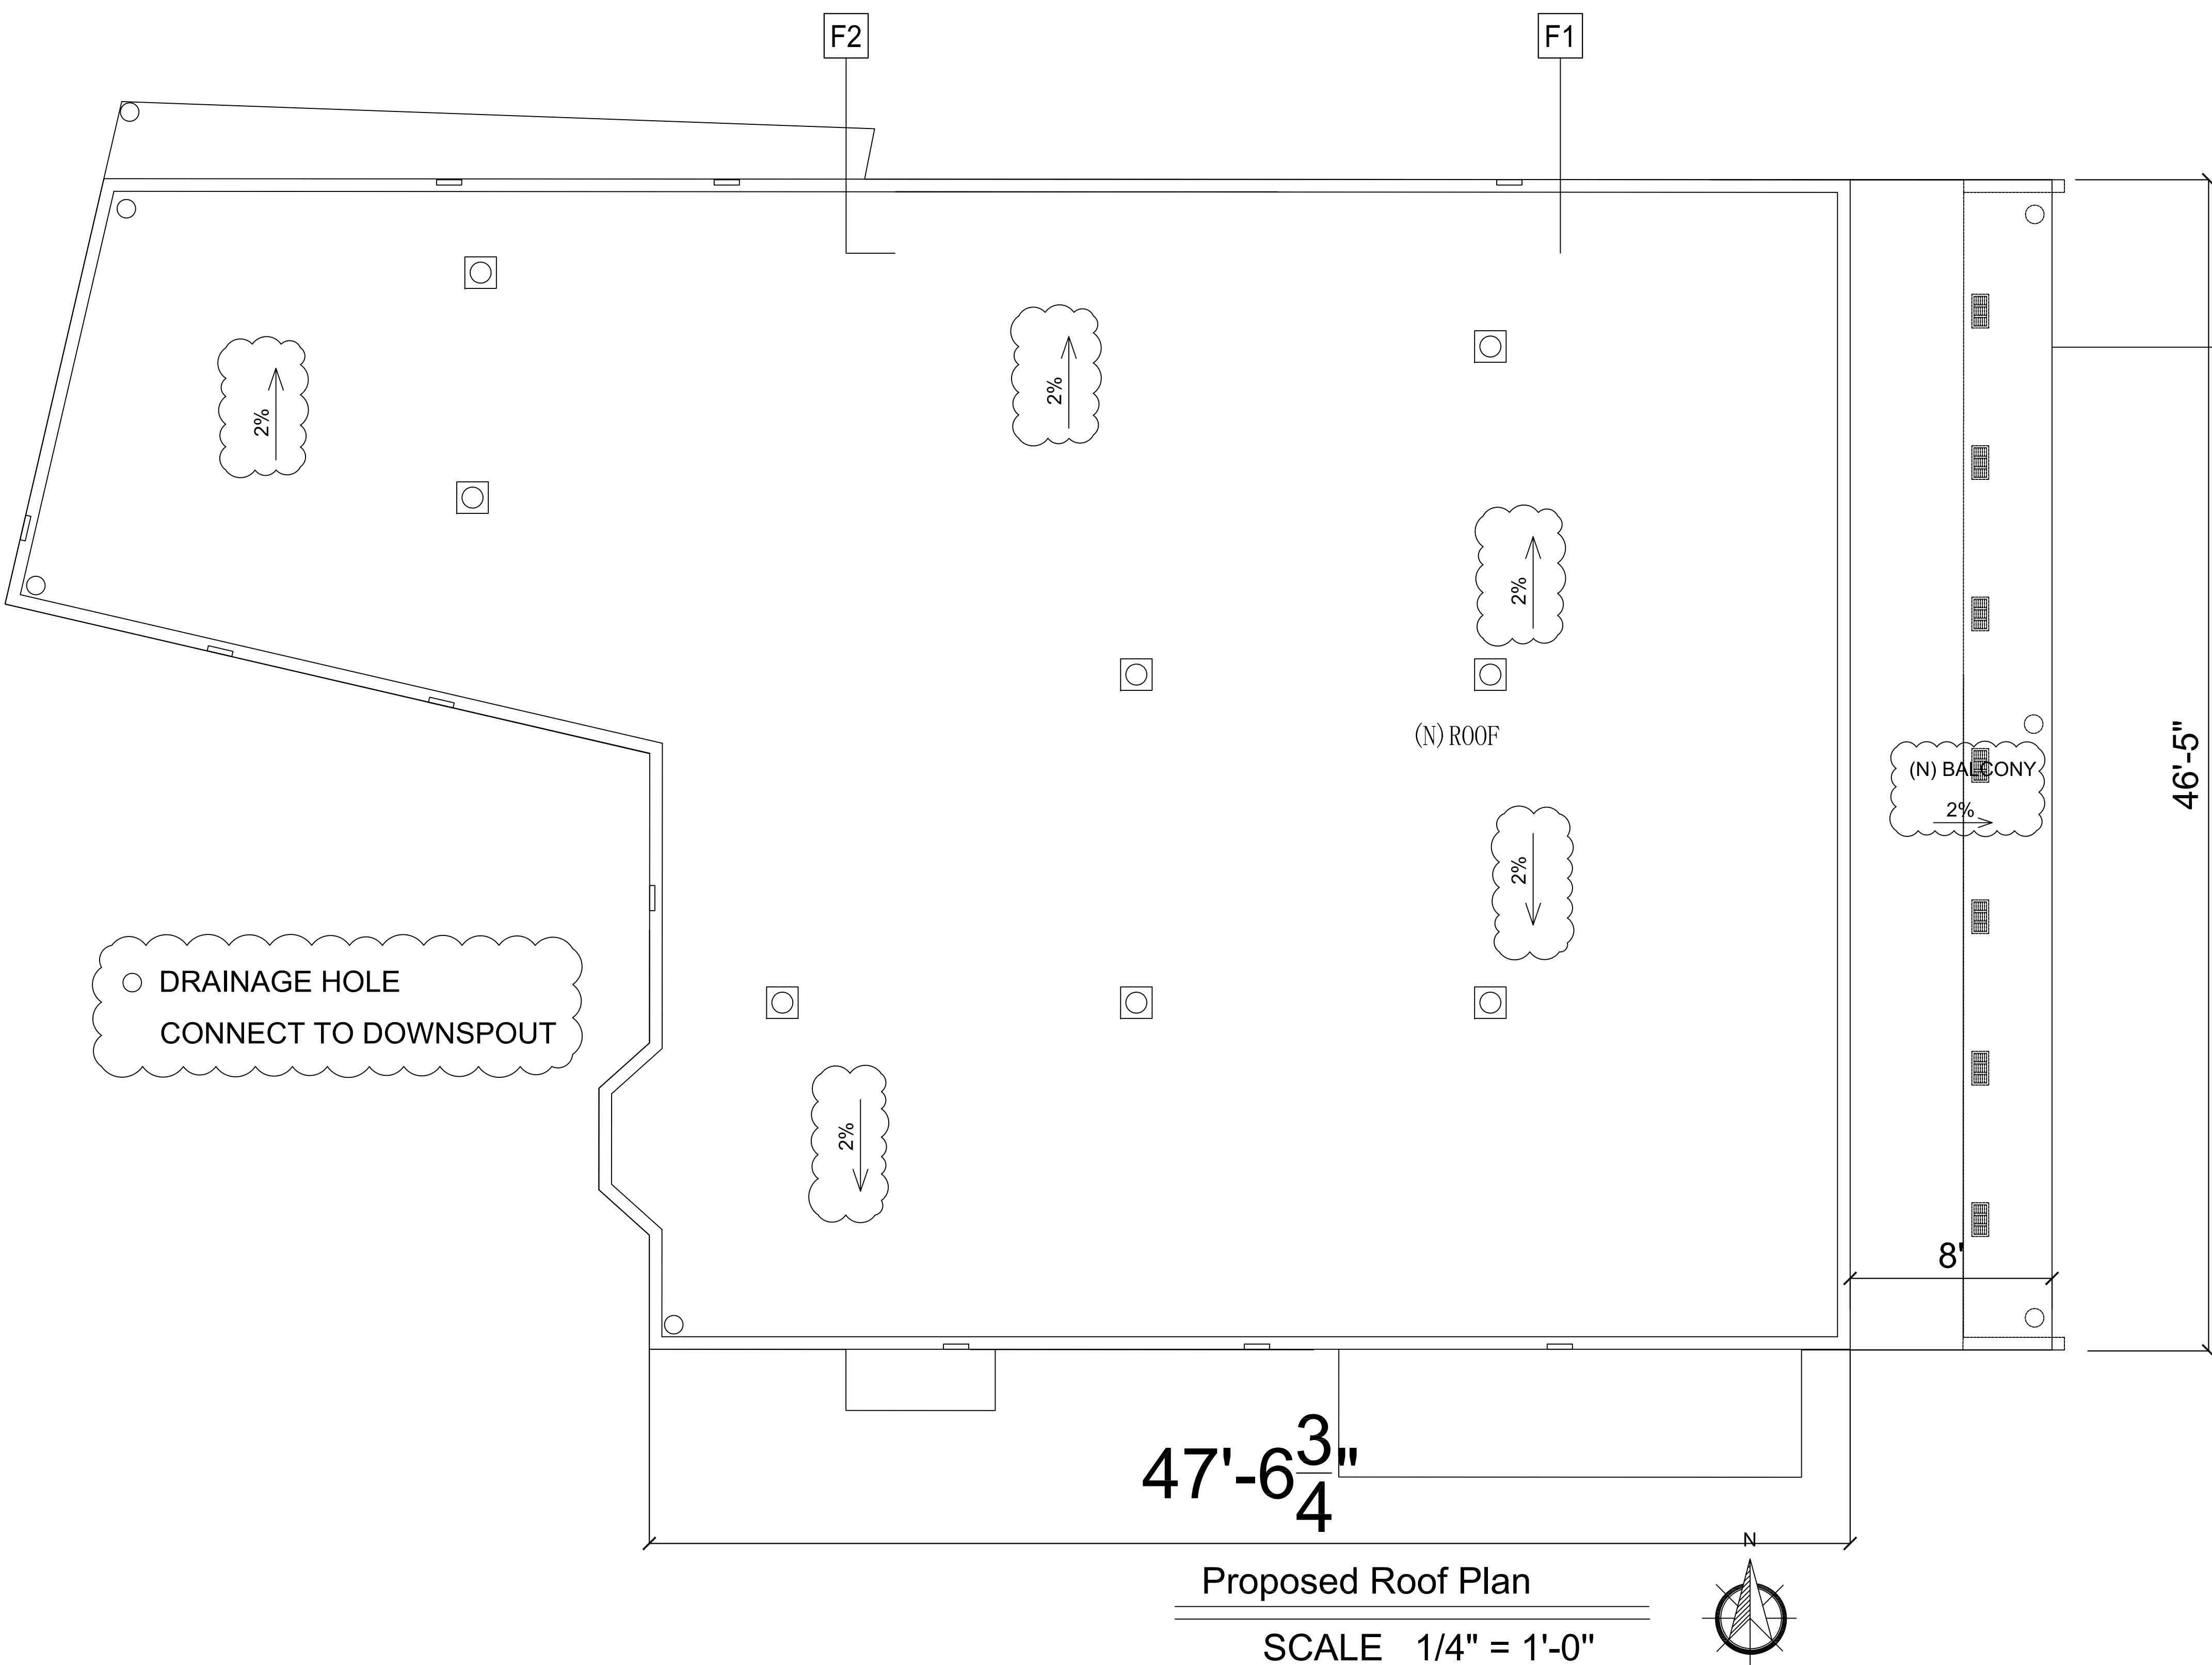 F2
F1
2%
2%
2%
2%
2%
(N) ROOF
(N) BALCONY
2%
46'-5"
8'
DRAINAGE HOLE
CONNECT TO DOWNSPOUT
47'-6 3/4"
N
Proposed Roof Plan
SCALE 1/4" = 1'-0"